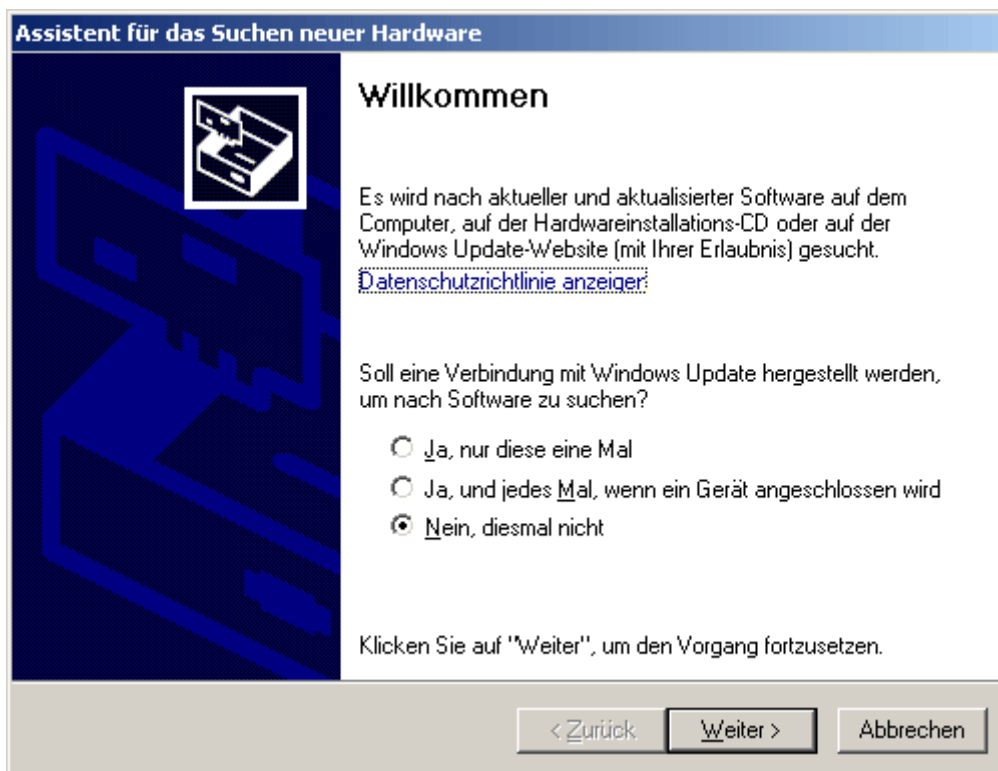 Assistent für das Suchen neuer Hardware
Willkommen
Es wird nach aktueller und aktualisierter Software auf dem
Computer, auf der Hardwareinstallations-CD oder auf der
Windows Update-Website (mit Ihrer Erlaubnis) gesucht.
Datenschutzrichtlinie anzeigen
Soll eine Verbindung mit Windows Update hergestellt werden,
um nach Software zu suchen?
Ja, nur diese eine Mal
Ja, und jedes Mal, wenn ein Gerät angeschlossen wird
Nein, diesmal nicht
Klicken Sie auf "Weiter", um den Vorgang fortzusetzen.
< Zurück
Weiter >
Abbrechen